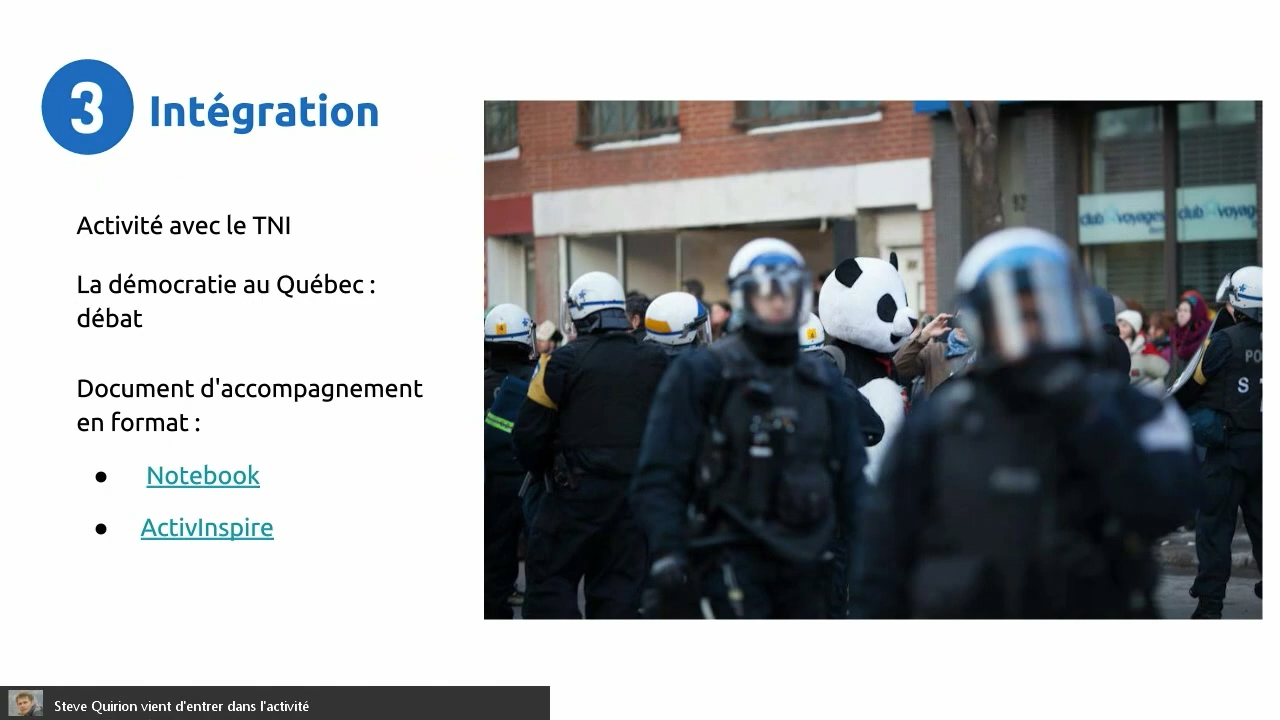 3 Intégration
Activité avec le TNI
La démocratie au Québec :
débat
Document d'accompagnement
en format :
● Notebook
● ActivInspire
club voyages club voyag
Steve Quirion vient d'entrer dans l'activité